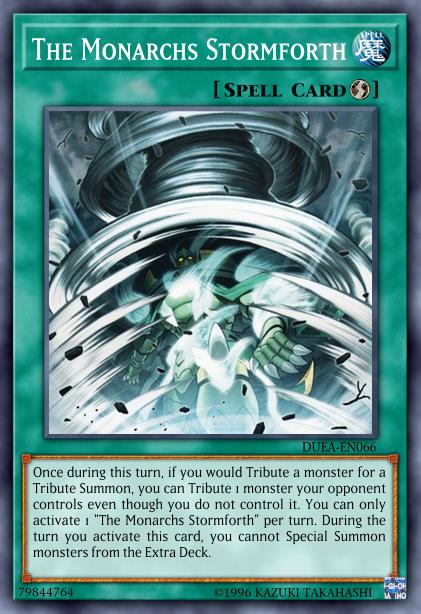 THE MONARCHS STORMFORTH
SPELL
魔
[SPELL CARD]
DUEA-EN066
Once during this turn, if you would Tribute a monster for a
Tribute Summon, you can Tribute 1 monster your opponent
controls even though you do not control it. You can only
activate 1 "The Monarchs Stormforth" per turn. During the
turn you activate this card, you cannot Special Summon
monsters from the Extra Deck.
79844764
©1996 KAZUKI TAKAHASHI